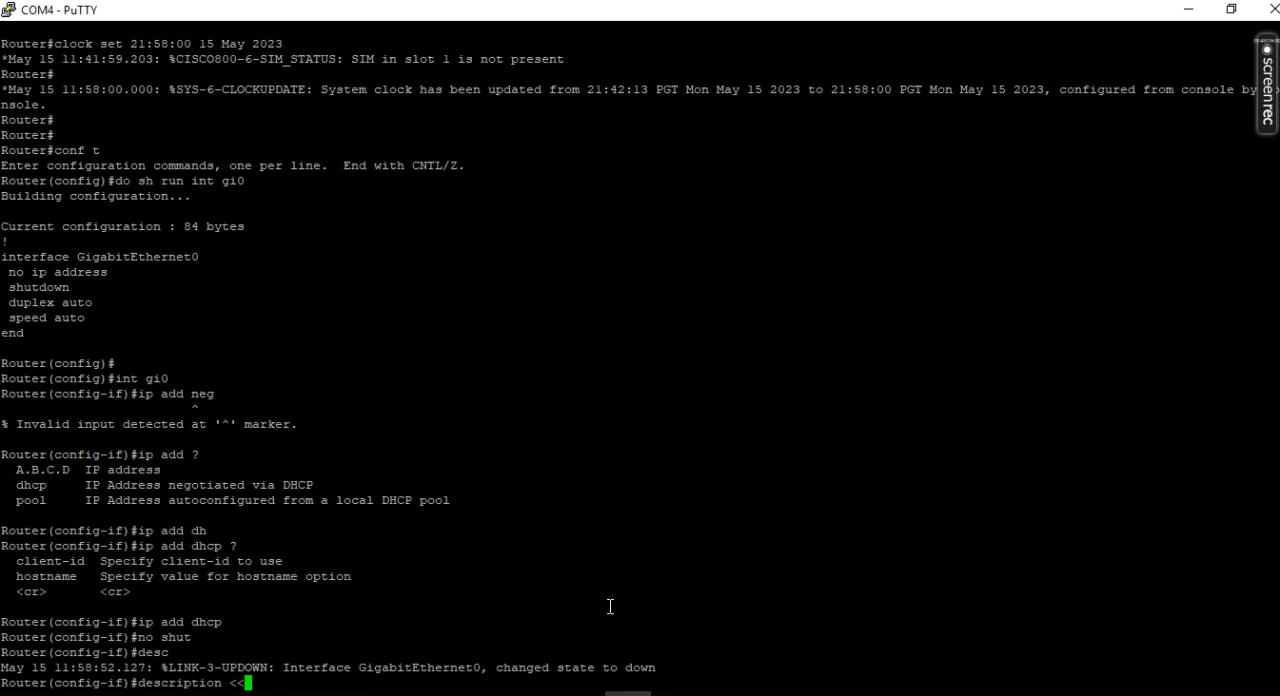 COM4 - PuTTY
Router#clock set 21:58:00 15 May 2023
*May 15 11:41:59.203: %CISCO800-6-SIM_STATUS: SIM in slot 1 is not present
Router#
*May 15 11:58:00.000: %SYS-6-CLOCKUPDATE: System clock has been updated from 21:42:13 PGT Mon May 15 2023 to 21:58:00 PGT Mon May 15 2023, configured from console by
nsole.
Router#
Router#
Router#conf t
Enter configuration commands, one per line.  End with CNTL/Z.
Router(config)#do sh run int gi0
Building configuration...
Current configuration : 84 bytes
!
interface GigabitEthernet0
 no ip address
 shutdown
 duplex auto
 speed auto
end
Router(config)#
Router(config)#int gi0
Router(config-if)#ip add neg
^
% Invalid input detected at '^' marker.
Router(config-if)#ip add ?
  A.B.C.D  IP address
  dhcp     IP Address negotiated via DHCP
  pool     IP Address autoconfigured from a local DHCP pool
Router(config-if)#ip add dh
Router(config-if)#ip add dhcp ?
  client-id  Specify client-id to use
  hostname   Specify value for hostname option
  <cr>       <cr>
Router(config-if)#ip add dhcp
Router(config-if)#no shut
Router(config-if)#desc
May 15 11:58:52.127: %LINK-3-UPDOWN: Interface GigabitEthernet0, changed state to down
Router(config-if)#description <<
screenrec